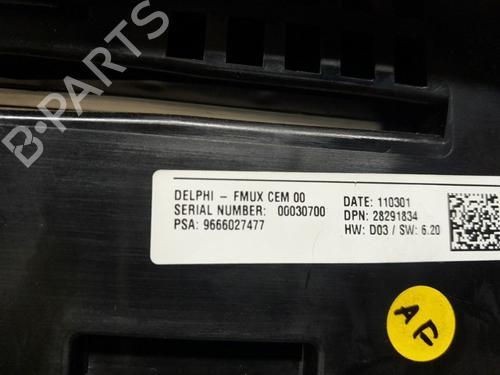 B-PARTS
DELPHI - FMUX CEM 00
SERIAL NUMBER: 00030700
PSA: 9666027477
DATE: 110301
DPN: 28291834
HW: D03 / SW: 6.20
AF